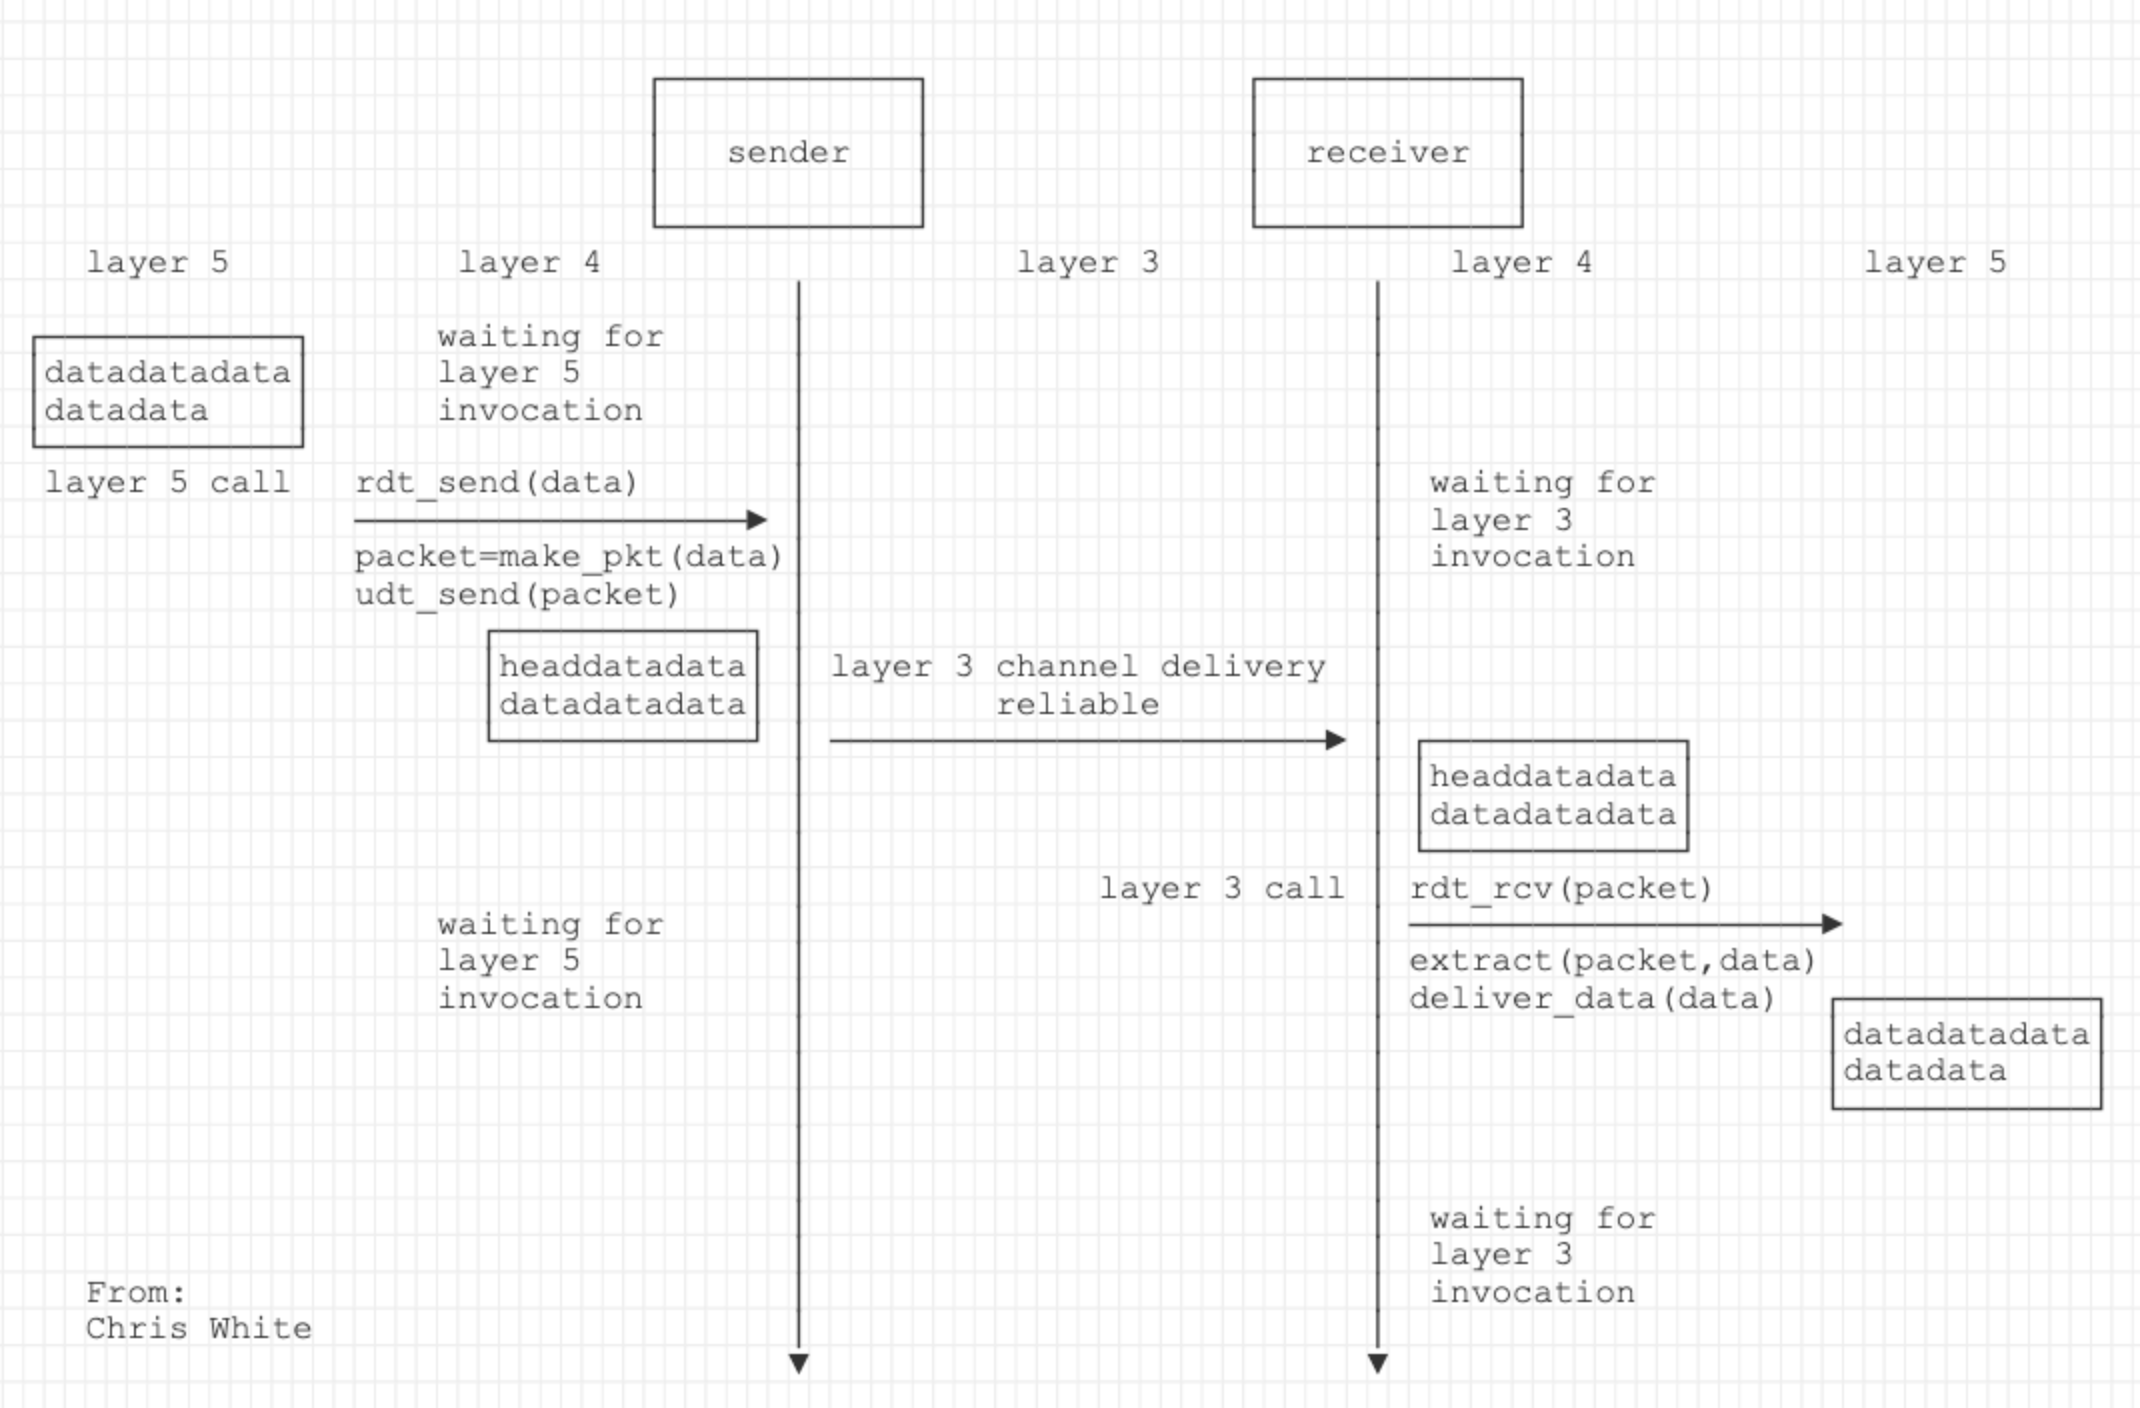 sender
receiver
layer 5
layer 4
layer 3
layer 4
layer 5
waiting for
layer 5
invocation
datadatadata
datadata
layer 5 call
rdt_send(data)
packet=make_pkt(data)
udt_send(packet)
waiting for
layer 3
invocation
headdatadata
datadatadata
layer 3 channel delivery
reliable
headdatadata
datadatadata
layer 3 call
rdt_rcv(packet)
extract(packet,data)
deliver_data(data)
waiting for
layer 5
invocation
datadatadata
datadata
waiting for
layer 3
invocation
From:
Chris White